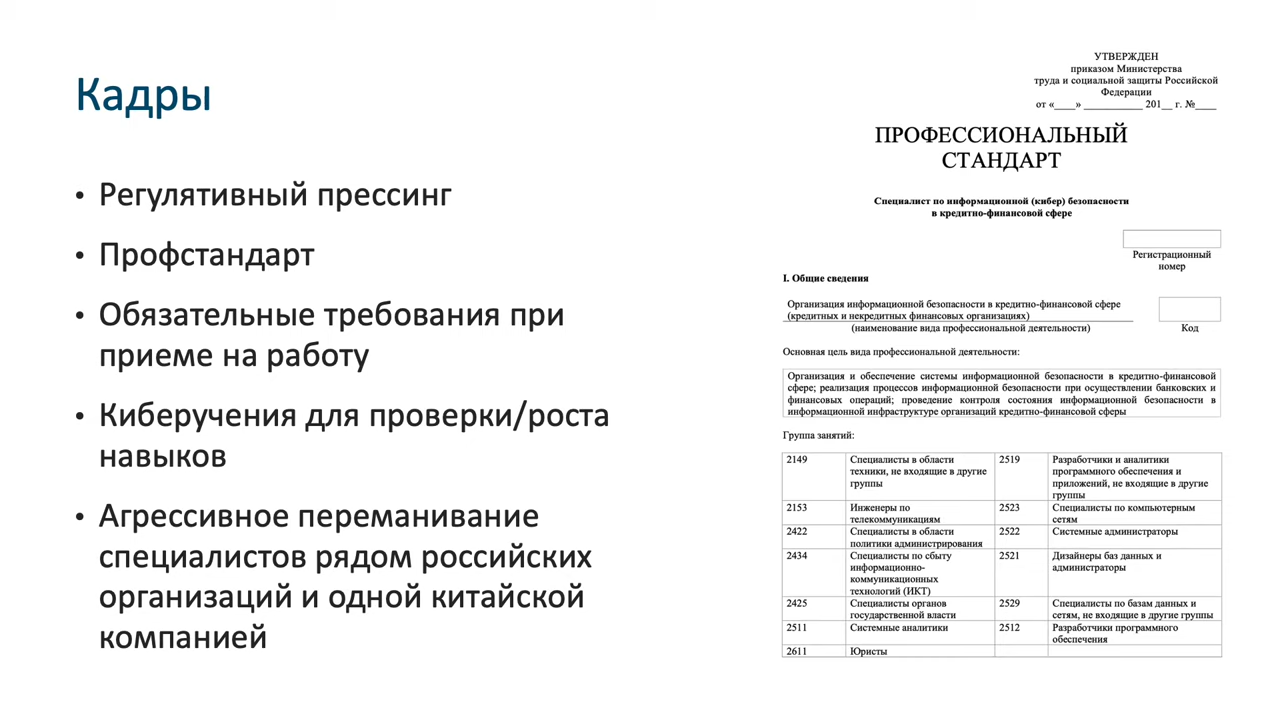 Кадры
• Регулятивный прессинг
• Профстандарт
• Обязательные требования при
приеме на работу
• Киберучения для проверки/роста
навыков
• Агрессивное переманивание
специалистов рядом российских
организаций и одной китайской
компанией
УТВЕРЖДЕН
приказом Министерства
труда и социальной защиты Российской
Федерации
от «____» ___________ 201__ г. №____
ПРОФЕССИОНАЛЬНЫЙ
СТАНДАРТ
Специалист по информационной (кибер) безопасности
в кредитно-финансовой сфере
Регистрационный
номер
I. Общие сведения
Организация информационной безопасности в кредитно-финансовой сфере
(кредитных и некредитных финансовых организациях)
(наименование вида профессиональной деятельности)
Код
Основная цель вида профессиональной деятельности:
Организация и обеспечение системы информационной безопасности в кредитно-финансовой
сфере; реализация процессов информационной безопасности при осуществлении банковских и
финансовых операций; проведение контроля состояния информационной безопасности в
информационной инфраструктуре организаций кредитно-финансовой сферы
Группа занятий:
2149 Специалисты в области
техники, не входящие в другие
группы
2519 Разработчики и аналитики
программного обеспечения и
приложений, не входящие в другие
группы
2153 Инженеры по
телекоммуникациям
2523 Специалисты по компьютерным
сетям
2422 Специалисты в области
политики администрирования
2522 Системные администраторы
2434 Специалисты по сбыту
информационно-
коммуникационных
технологий (ИКТ)
2521 Дизайнеры баз данных и
администраторы
2425 Специалисты органов
государственной власти
2529 Специалисты по базам данных и
сетям, не входящие в другие группы
2511 Системные аналитики
2512 Разработчики программного
обеспечения
2611 Юристы